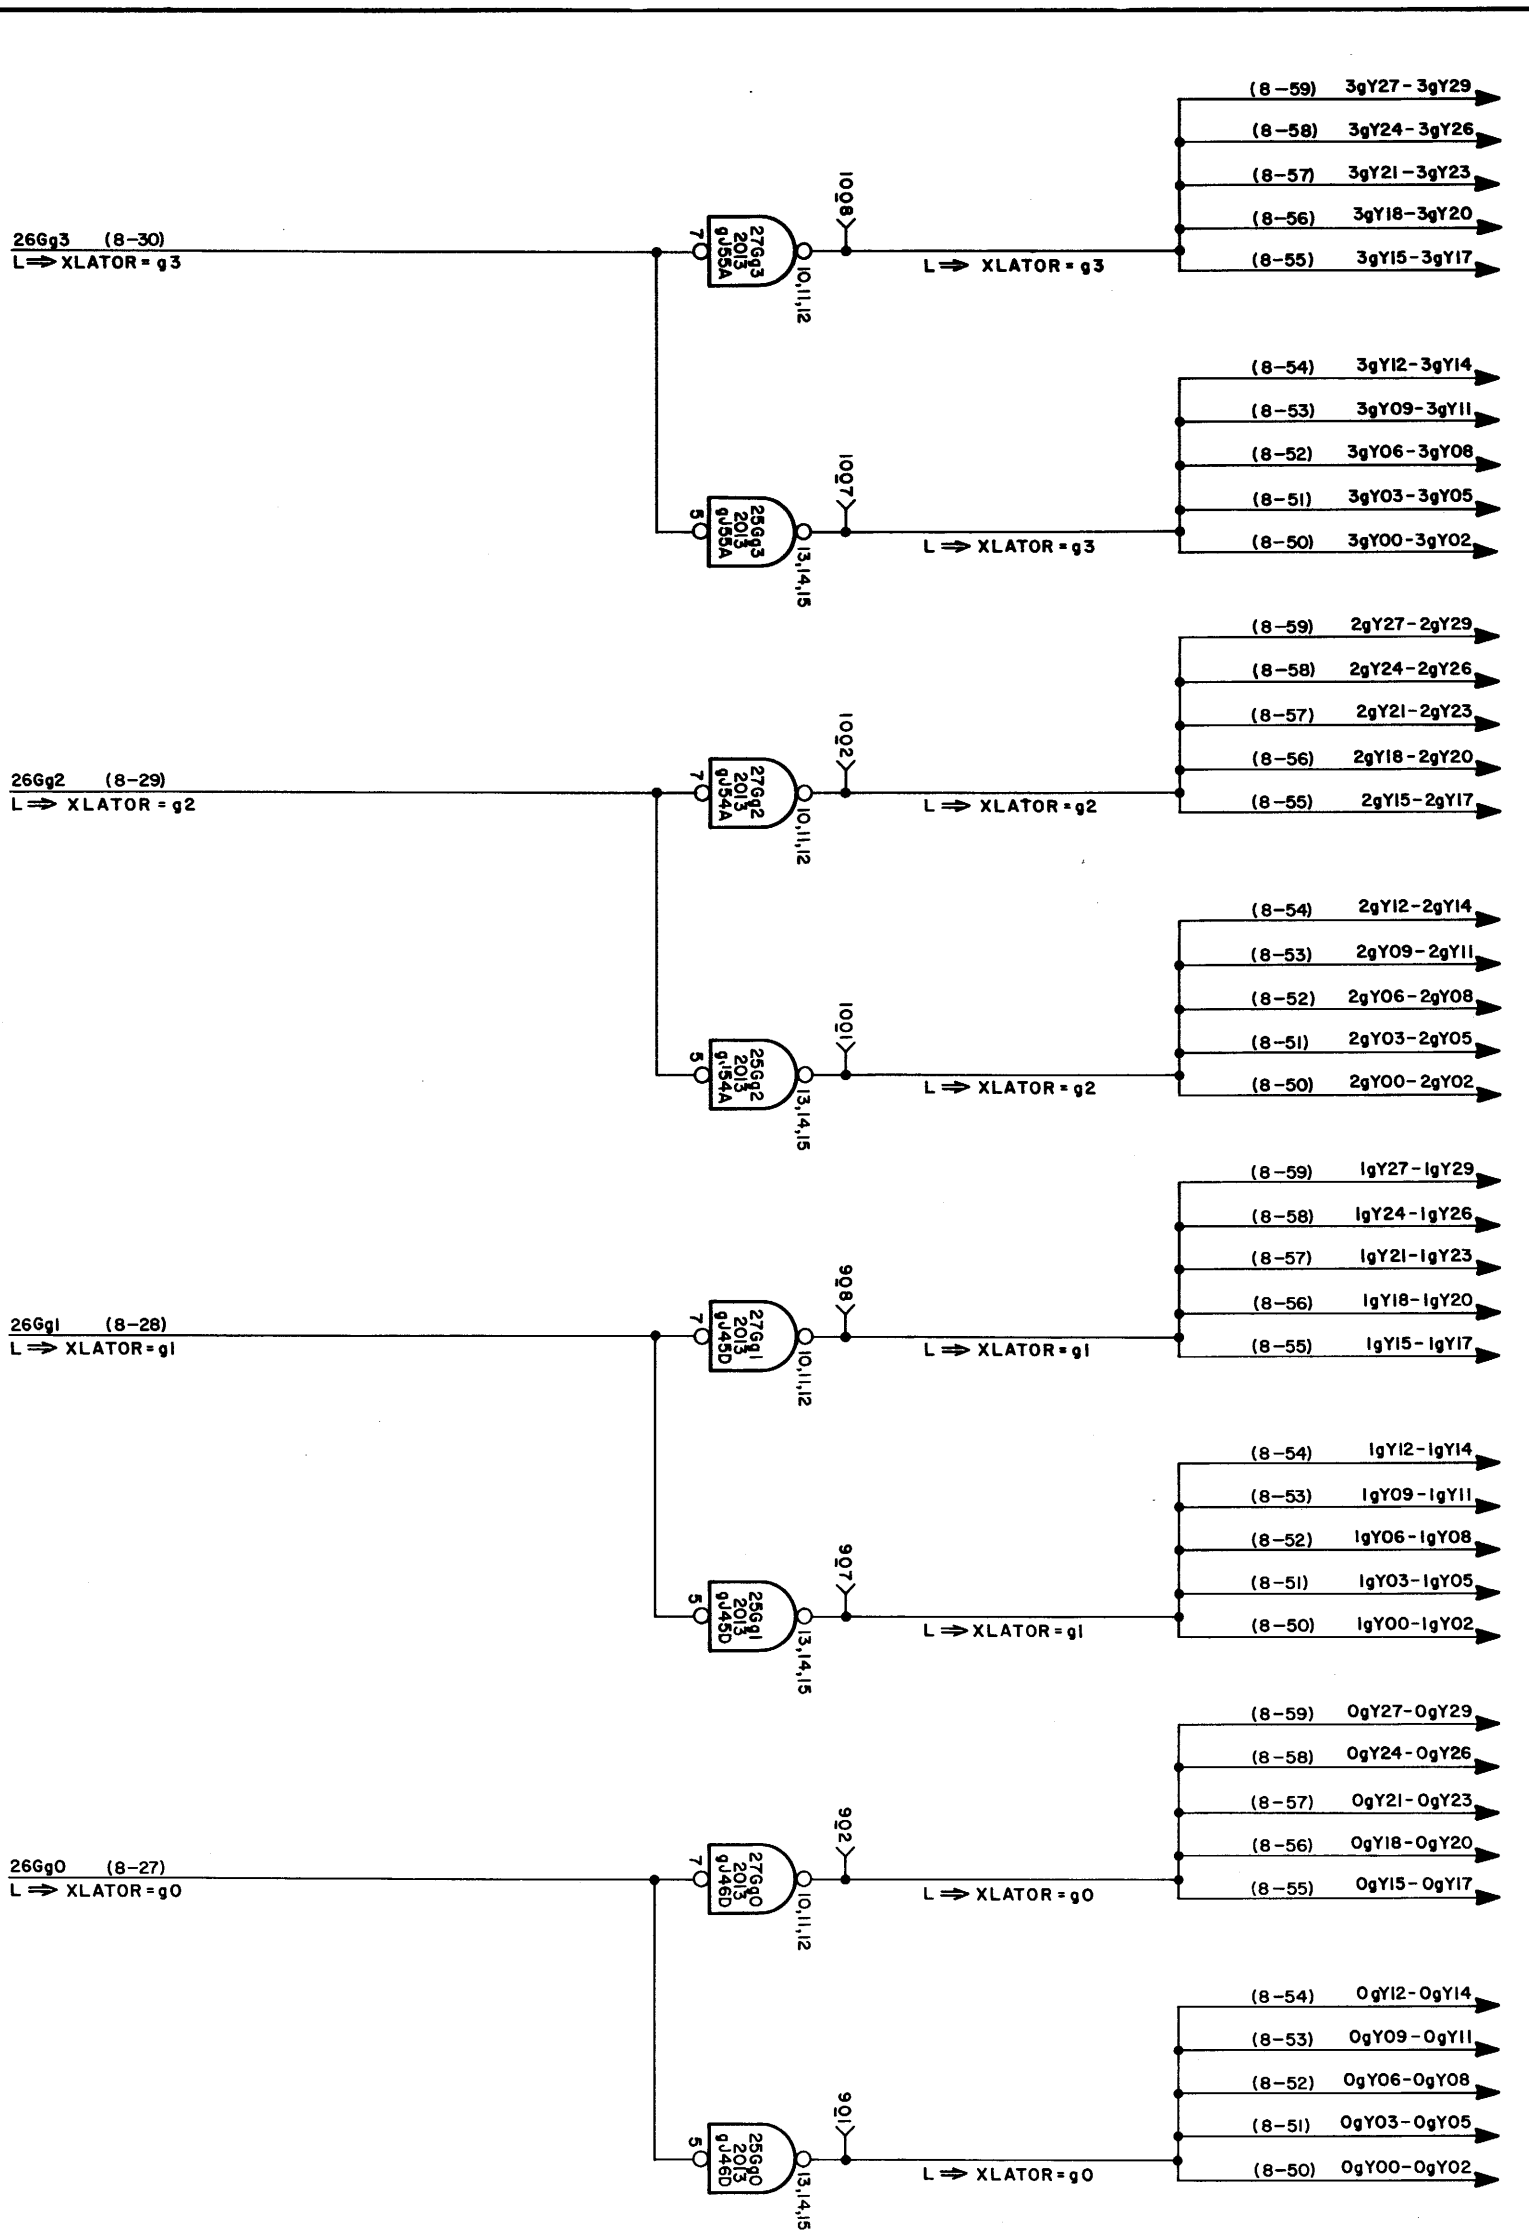 (8-59) 3gY27-3gY29
(8-58) 3gY24-3gY26
(8-57) 3gY21-3gY23
(8-56) 3gY18-3gY20
(8-55) 3gY15-3gY17
26Gg3 (8-30)
L⇒ XLATOR = g3
7
27Gg3
2013
gJ55A
10,11,12
1008
L⇒ XLATOR = g3
(8-54) 3gY12-3gY14
(8-53) 3gY09-3gY11
(8-52) 3gY06-3gY08
(8-51) 3gY03-3gY05
(8-50) 3gY00-3gY02
5
25Gg3
2013
gJ55A
13,14,15
1007
L⇒ XLATOR = g3
(8-59) 2gY27-2gY29
(8-58) 2gY24-2gY26
(8-57) 2gY21-2gY23
(8-56) 2gY18-2gY20
(8-55) 2gY15-2gY17
26Gg2 (8-29)
L⇒ XLATOR = g2
7
27Gg2
2013
gJ54A
10,11,12
1002
L⇒ XLATOR = g2
(8-54) 2gY12-2gY14
(8-53) 2gY09-2gY11
(8-52) 2gY06-2gY08
(8-51) 2gY03-2gY05
(8-50) 2gY00-2gY02
5
25Gg2
2013
gJ54A
13,14,15
1001
L⇒ XLATOR = g2
(8-59) 1gY27-1gY29
(8-58) 1gY24-1gY26
(8-57) 1gY21-1gY23
(8-56) 1gY18-1gY20
(8-55) 1gY15-1gY17
26Gg1 (8-28)
L⇒ XLATOR = g1
7
27Gg1
2013
gJ45D
10,11,12
908
L⇒ XLATOR = g1
(8-54) 1gY12-1gY14
(8-53) 1gY09-1gY11
(8-52) 1gY06-1gY08
(8-51) 1gY03-1gY05
(8-50) 1gY00-1gY02
5
25Gg1
2013
gJ45D
13,14,15
907
L⇒ XLATOR = g1
(8-59) 0gY27-0gY29
(8-58) 0gY24-0gY26
(8-57) 0gY21-0gY23
(8-56) 0gY18-0gY20
(8-55) 0gY15-0gY17
26Gg0 (8-27)
L⇒ XLATOR = g0
7
27Gg0
2013
gJ46D
10,11,12
902
L⇒ XLATOR = g0
(8-54) 0gY12-0gY14
(8-53) 0gY09-0gY11
(8-52) 0gY06-0gY08
(8-51) 0gY03-0gY05
(8-50) 0gY00-0gY02
5
25Gg0
2013
gJ46D
13,14,15
901
L⇒ XLATOR = g0